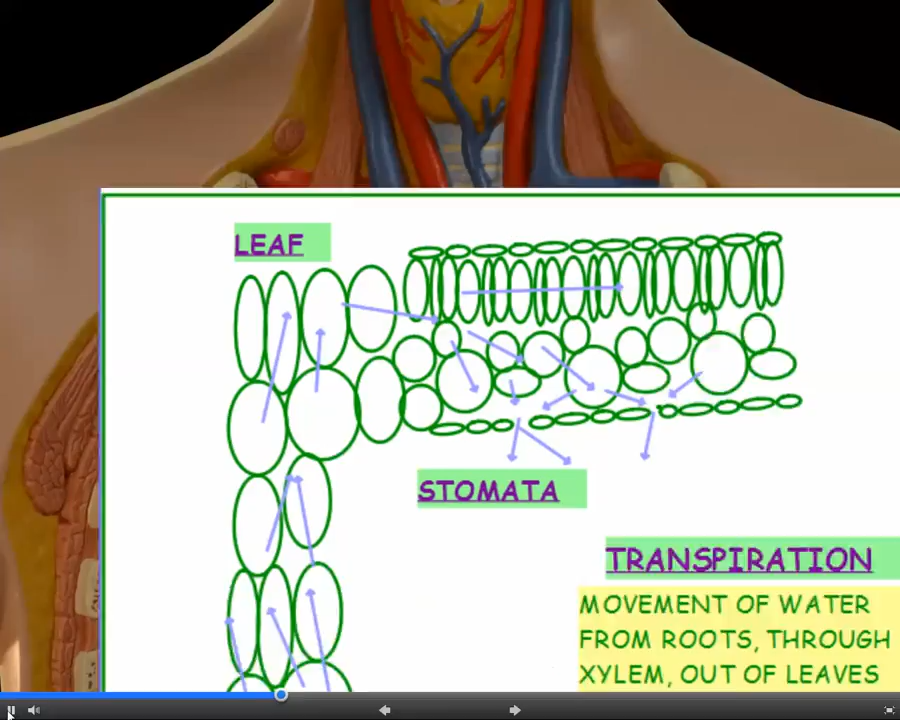 LEAF
STOMATA
TRANSPIRATION
MOVEMENT OF WATER
FROM ROOTS, THROUGH
XYLEM, OUT OF LEAVES